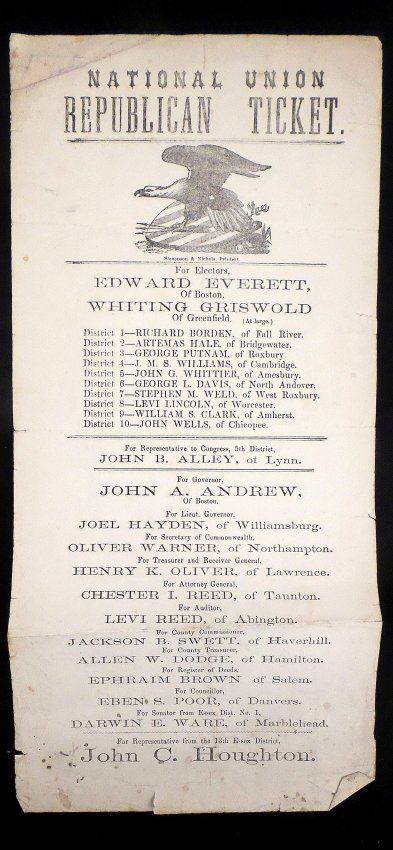 NATIONAL UNION
REPUBLICAN TICKET.
Stevenson & Nichols Printers
For Electors,
EDWARD EVERETT,
Of Boston.
WHITING GRISWOLD
Of Greenfield. (At large.)
District 1—RICHARD BORDEN, of Fall River.
District 2—ARTEMAS HALE, of Bridgewater.
District 3—GEORGE PUTNAM, of Roxbury
District 4—J. M. S. WILLIAMS, of Cambridge.
District 5—JOHN G. WHITTIER, of Amesbury.
District 6—GEORGE L. DAVIS, of North Andover.
District 7—STEPHEN M. WELD, of West Roxbury.
District 8—LEVI LINCOLN, of Worcester.
District 9—WILLIAM S. CLARK, of Amherst.
District 10—JOHN WELLS, of Chicopee.
For Representative to Congress, 5th District,
JOHN B. ALLEY, of Lynn.
For Governor,
JOHN A. ANDREW,
Of Boston.
For Lieut. Governor,
JOEL HAYDEN, of Williamsburg.
For Secretary of Commonwealth,
OLIVER WARNER, of Northampton.
For Treasurer and Receiver General,
HENRY K. OLIVER, of Lawrence.
For Attorney General,
CHESTER I. REED, of Taunton.
For Auditor,
LEVI REED, of Abington.
For County Commissioner,
JACKSON B. SWETT, of Haverhill.
For County Treasurer,
ALLEN W. DODGE, of Hamilton.
For Register of Deeds,
EPHRAIM BROWN of Salem.
For Councillor,
EBEN S. POOR, of Danvers.
For Senator from Essex Dist. No. 1,
DARWIN E. WARE, of Marblehead.
For Representative from the 13th Essex District,
John C. Houghton.